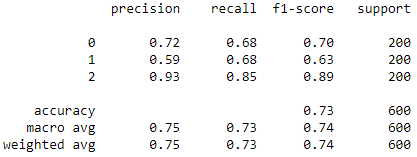 precision recall f1-score support
0 0.72 0.68 0.70 200
1 0.59 0.68 0.63 200
2 0.93 0.85 0.89 200
accuracy 0.73 600
macro avg 0.75 0.73 0.74 600
weighted avg 0.75 0.73 0.74 600